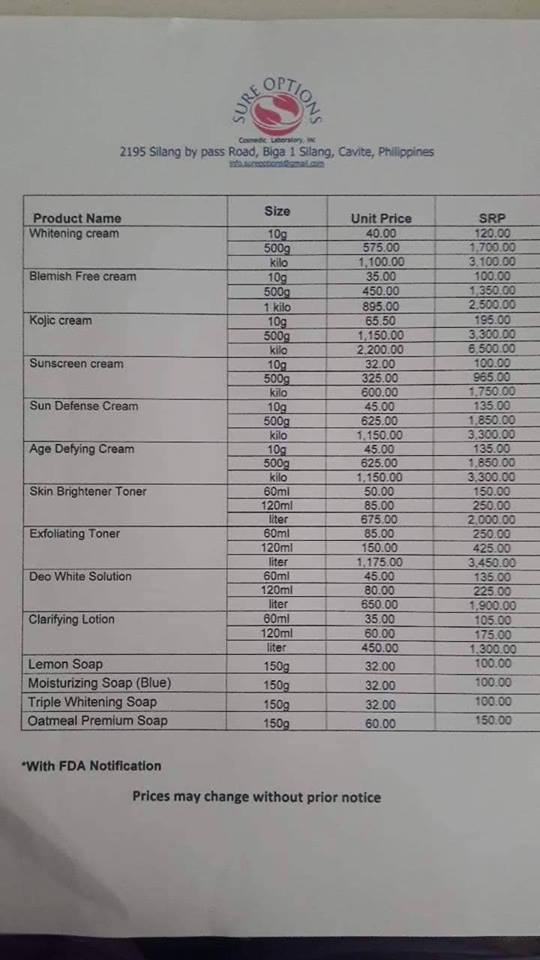 SURE OPTIONS
Cosmetic Laboratory, Inc
2195 Silang by pass Road, Biga 1 Silang, Cavite, Philippines
info.sureoptions@gmail.com
Product Name Size Unit Price SRP
Whitening cream 10g 40.00 120.00
500g 575.00 1,700.00
kilo 1,100.00 3,100.00
Blemish Free cream 10g 35.00 100.00
500g 450.00 1,350.00
1 kilo 895.00 2,500.00
Kojic cream 10g 65.50 195.00
500g 1,150.00 3,300.00
kilo 2,200.00 6,500.00
Sunscreen cream 10g 32.00 100.00
500g 325.00 965.00
kilo 600.00 1,750.00
Sun Defense Cream 10g 45.00 135.00
500g 625.00 1,850.00
kilo 1,150.00 3,300.00
Age Defying Cream 10g 45.00 135.00
500g 625.00 1,850.00
kilo 1,150.00 3,300.00
Skin Brightener Toner 60ml 50.00 150.00
120ml 85.00 250.00
liter 675.00 2,000.00
Exfoliating Toner 60ml 85.00 250.00
120ml 150.00 425.00
liter 1,175.00 3,450.00
Deo White Solution 60ml 45.00 135.00
120ml 80.00 225.00
liter 650.00 1,900.00
Clarifying Lotion 60ml 35.00 105.00
120ml 60.00 175.00
liter 450.00 1,300.00
Lemon Soap 150g 32.00 100.00
Moisturizing Soap (Blue) 150g 32.00 100.00
Triple Whitening Soap 150g 32.00 100.00
Oatmeal Premium Soap 150g 60.00 150.00
*With FDA Notification
Prices may change without prior notice